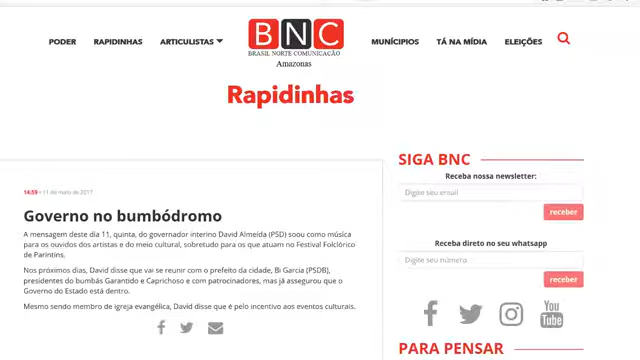 PODER RAPIDINHAS ARTICULISTAS BNC MUNICÍPIOS TÁ NA MÍDIA ELEIÇÕES
BRASIL NORTE COMUNICAÇÃO
Amazonas
Rapidinhas
14:59 • 11 de maio de 2017
Governo no bumbódromo
A mensagem deste dia 11, quinta, do governador interino David Almeida (PSD) soou como música
para os ouvidos dos artistas e do meio cultural, sobretudo para os que atuam no Festival Folclórico
de Parintins.
Nos próximos dias, David disse que vai se reunir com o prefeito da cidade, Bi Garcia (PSDB),
presidentes do bumbás Garantido e Caprichoso e com patrocinadores, mas já assegurou que o
Governo do Estado está dentro.
Mesmo sendo membro de igreja evangélica, David disse que é pelo incentivo aos eventos culturais.
SIGA BNC
Receba nossa newsletter:
Digite seu email
receber
Receba direto no seu whatsapp
Digite seu número
receber
You
Tube
PARA PENSAR